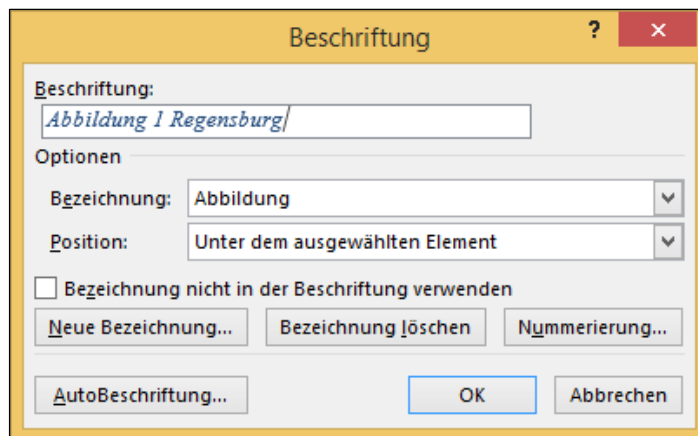 Beschriftung ?
Beschriftung:
Abbildung 1 Regensburg
Optionen
Bezeichnung: Abbildung
Position: Unter dem ausgewählten Element
Bezeichnung nicht in der Beschriftung verwenden
Neue Bezeichnung... Bezeichnung löschen Nummerierung...
AutoBeschriftung... OK Abbrechen